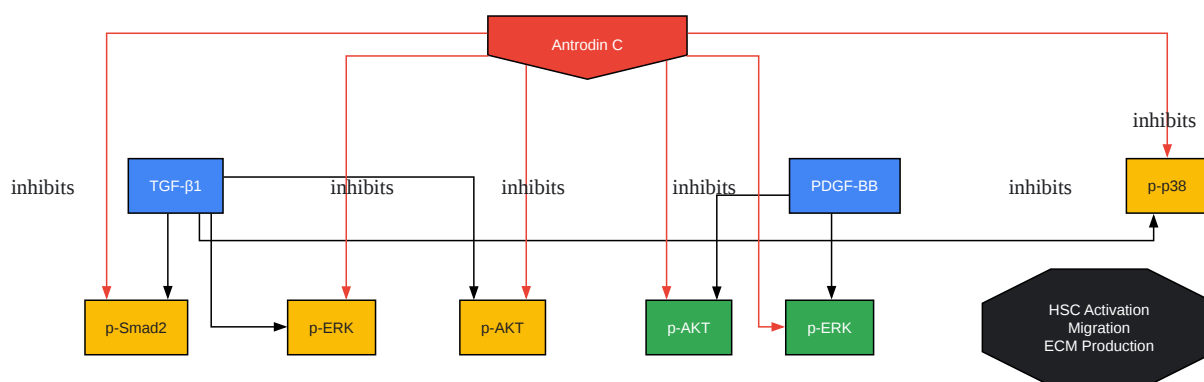 Antrodin C
inhibits
inhibits
TGF-β1
inhibits
inhibits
inhibits
PDGF-BB
inhibits
p-p38
p-Smad2
p-ERK
p-AKT
p-AKT
p-ERK
HSC Activation
Migration
ECM Production